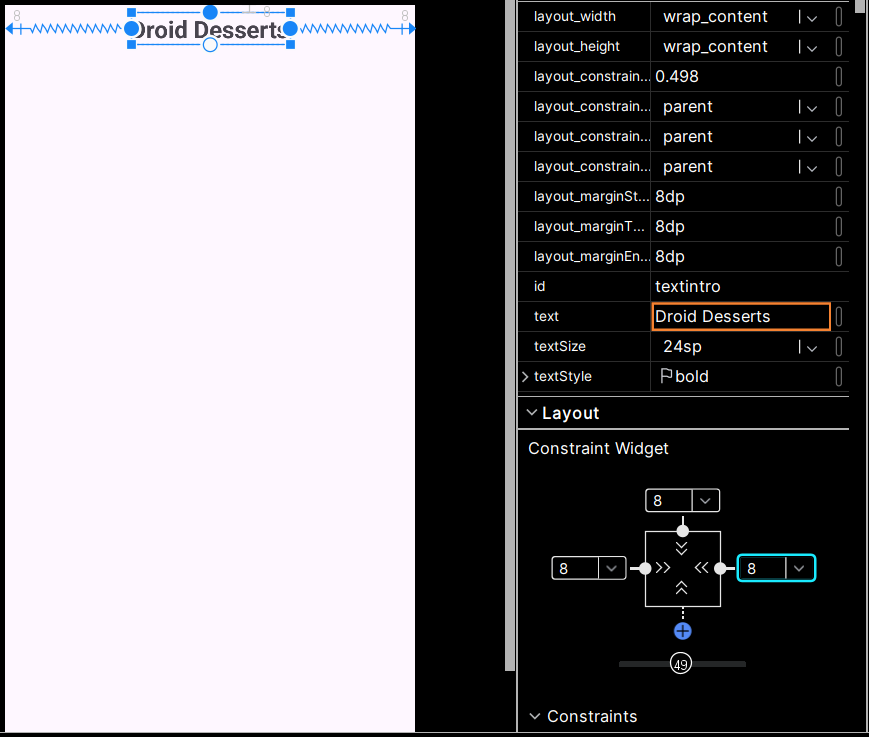 8
8
8
Droid Desserts
layout_width wrap_content
layout_height wrap_content
layout_constrain... 0.498
layout_constrain... parent
layout_constrain... parent
layout_constrain... parent
layout_marginSt... 8dp
layout_marginT... 8dp
layout_marginEn... 8dp
id textintro
text Droid Desserts
textSize 24sp
textStyle bold
Layout
Constraint Widget
8
8
8
49
Constraints